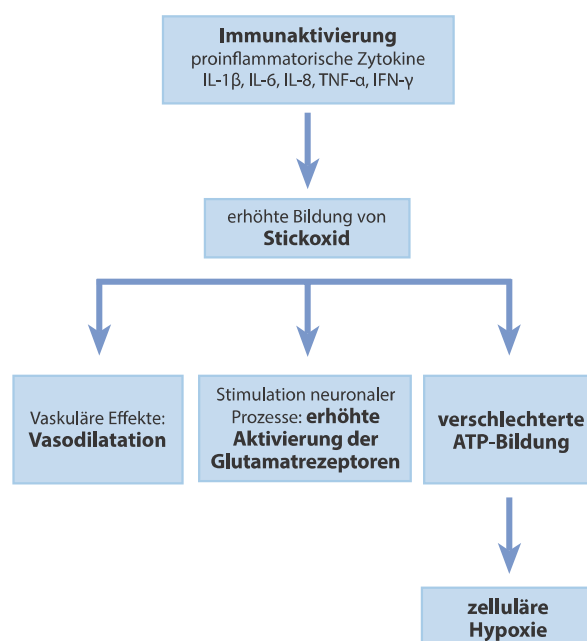 Immunaktivierung
proinflammatorische Zytokine
IL-1β, IL-6, IL-8, TNF-α, IFN-γ
erhöhte Bildung von
Stickoxid
Vaskuläre Effekte:
Vasodilatation
Stimulation neuronaler
Prozesse: erhöhte
Aktivierung der
Glutamatrezeptoren
verschlechterte
ATP-Bildung
zelluläre
Hypoxie